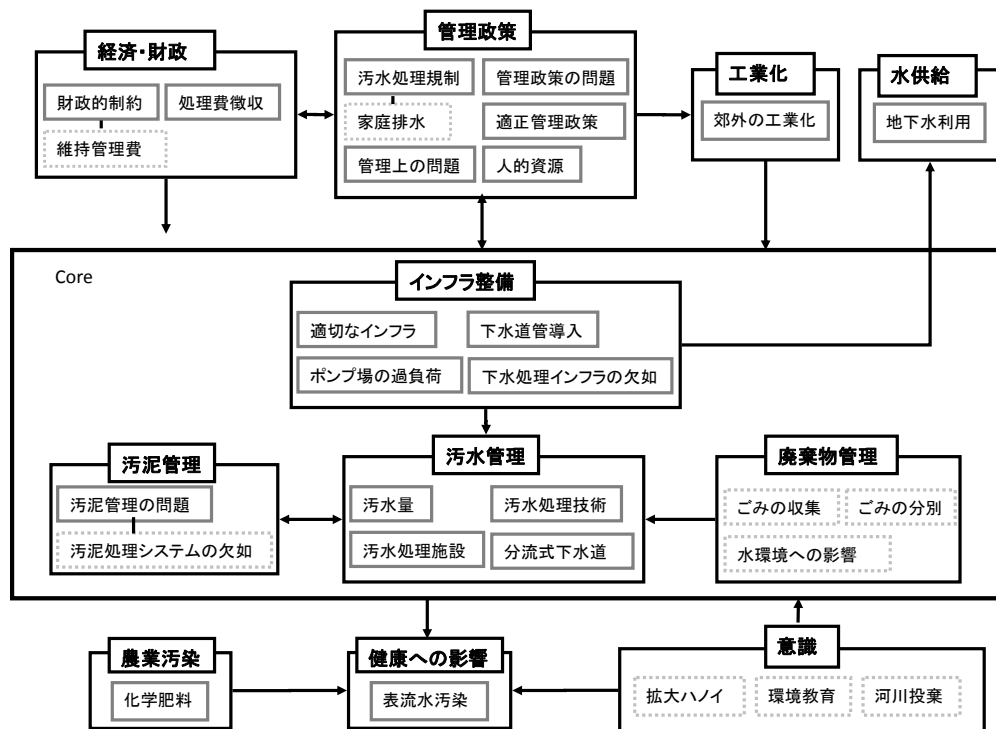 経済・財政
財政的制約
処理費徴収
維持管理費
管理政策
汚水処理規制
管理政策の問題
家庭排水
適正管理政策
管理上の問題
人的資源
工業化
郊外の工業化
水供給
地下水利用
Core
インフラ整備
適切なインフラ
下水道管導入
ポンプ場の過負荷
下水処理インフラの欠如
汚泥管理
汚泥管理の問題
汚泥処理システムの欠如
汚水管理
汚水量
汚水処理技術
汚水処理施設
分流式下水道
廃棄物管理
ごみの収集
ごみの分別
水環境への影響
農業汚染
化学肥料
健康への影響
表流水汚染
意識
拡大ハノイ
環境教育
河川投棄